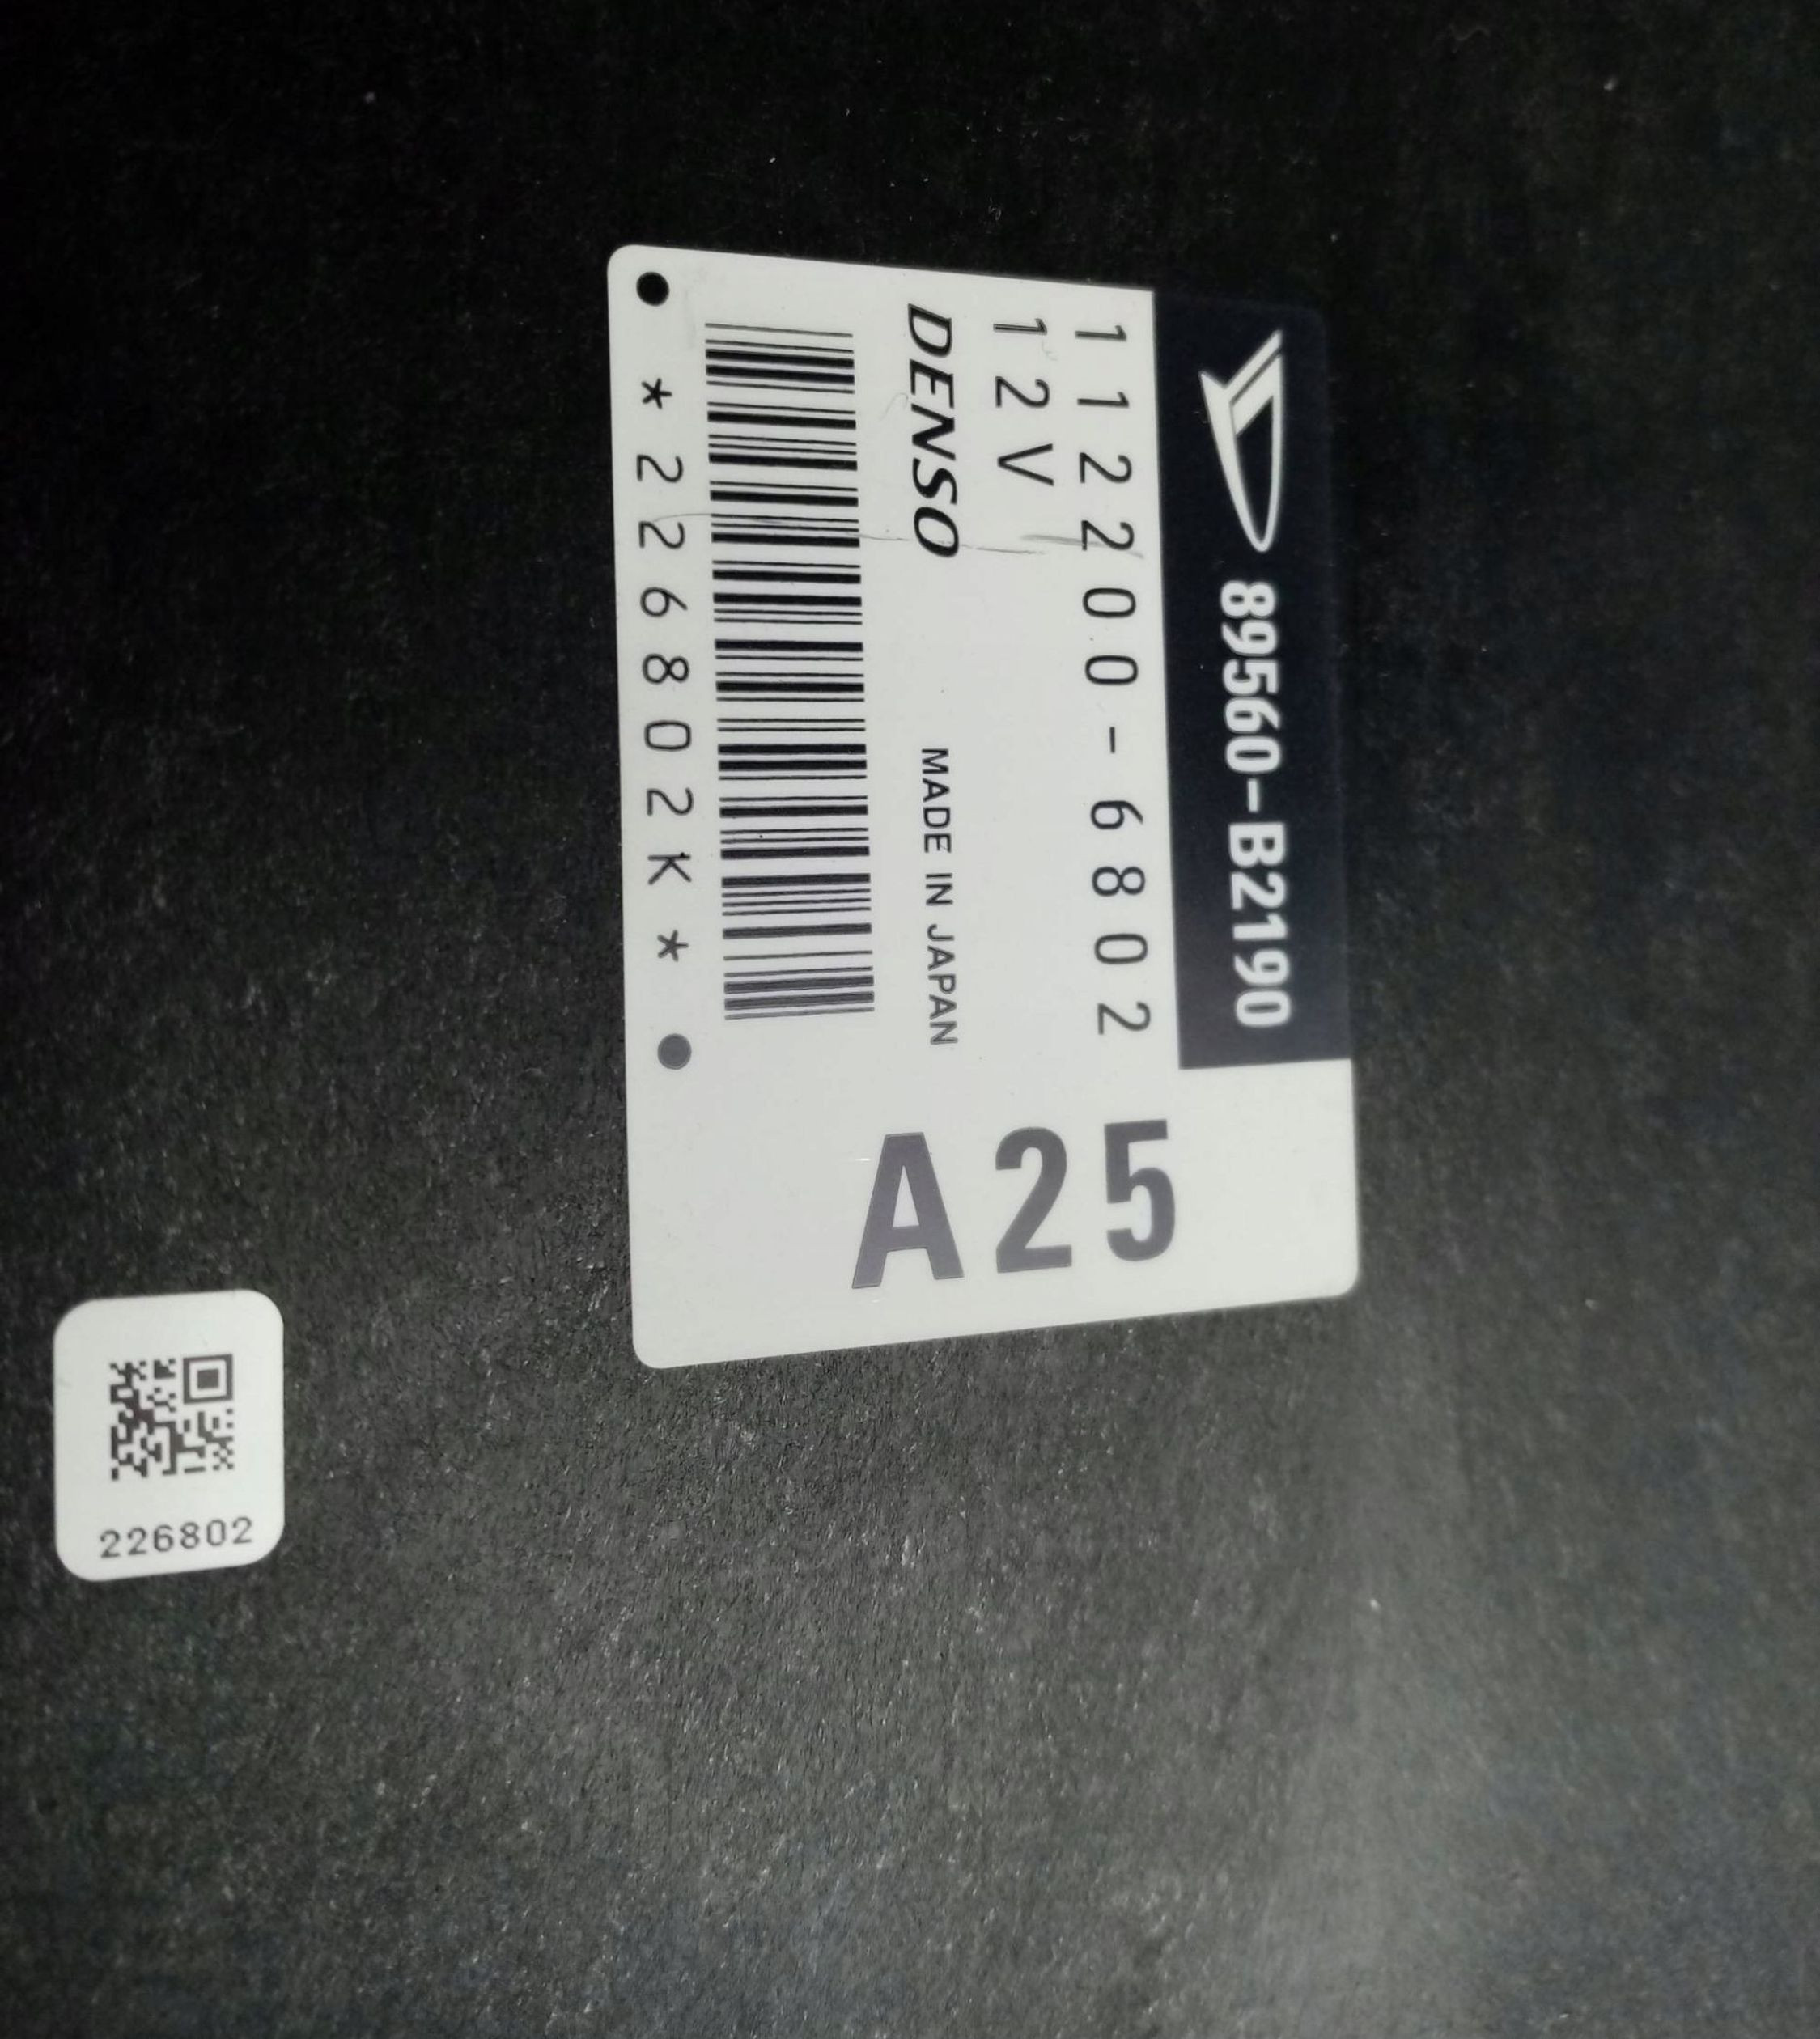 89560-B2190
112200-6802
12V
DENSO MADE IN JAPAN
*226802K*
A25
226802